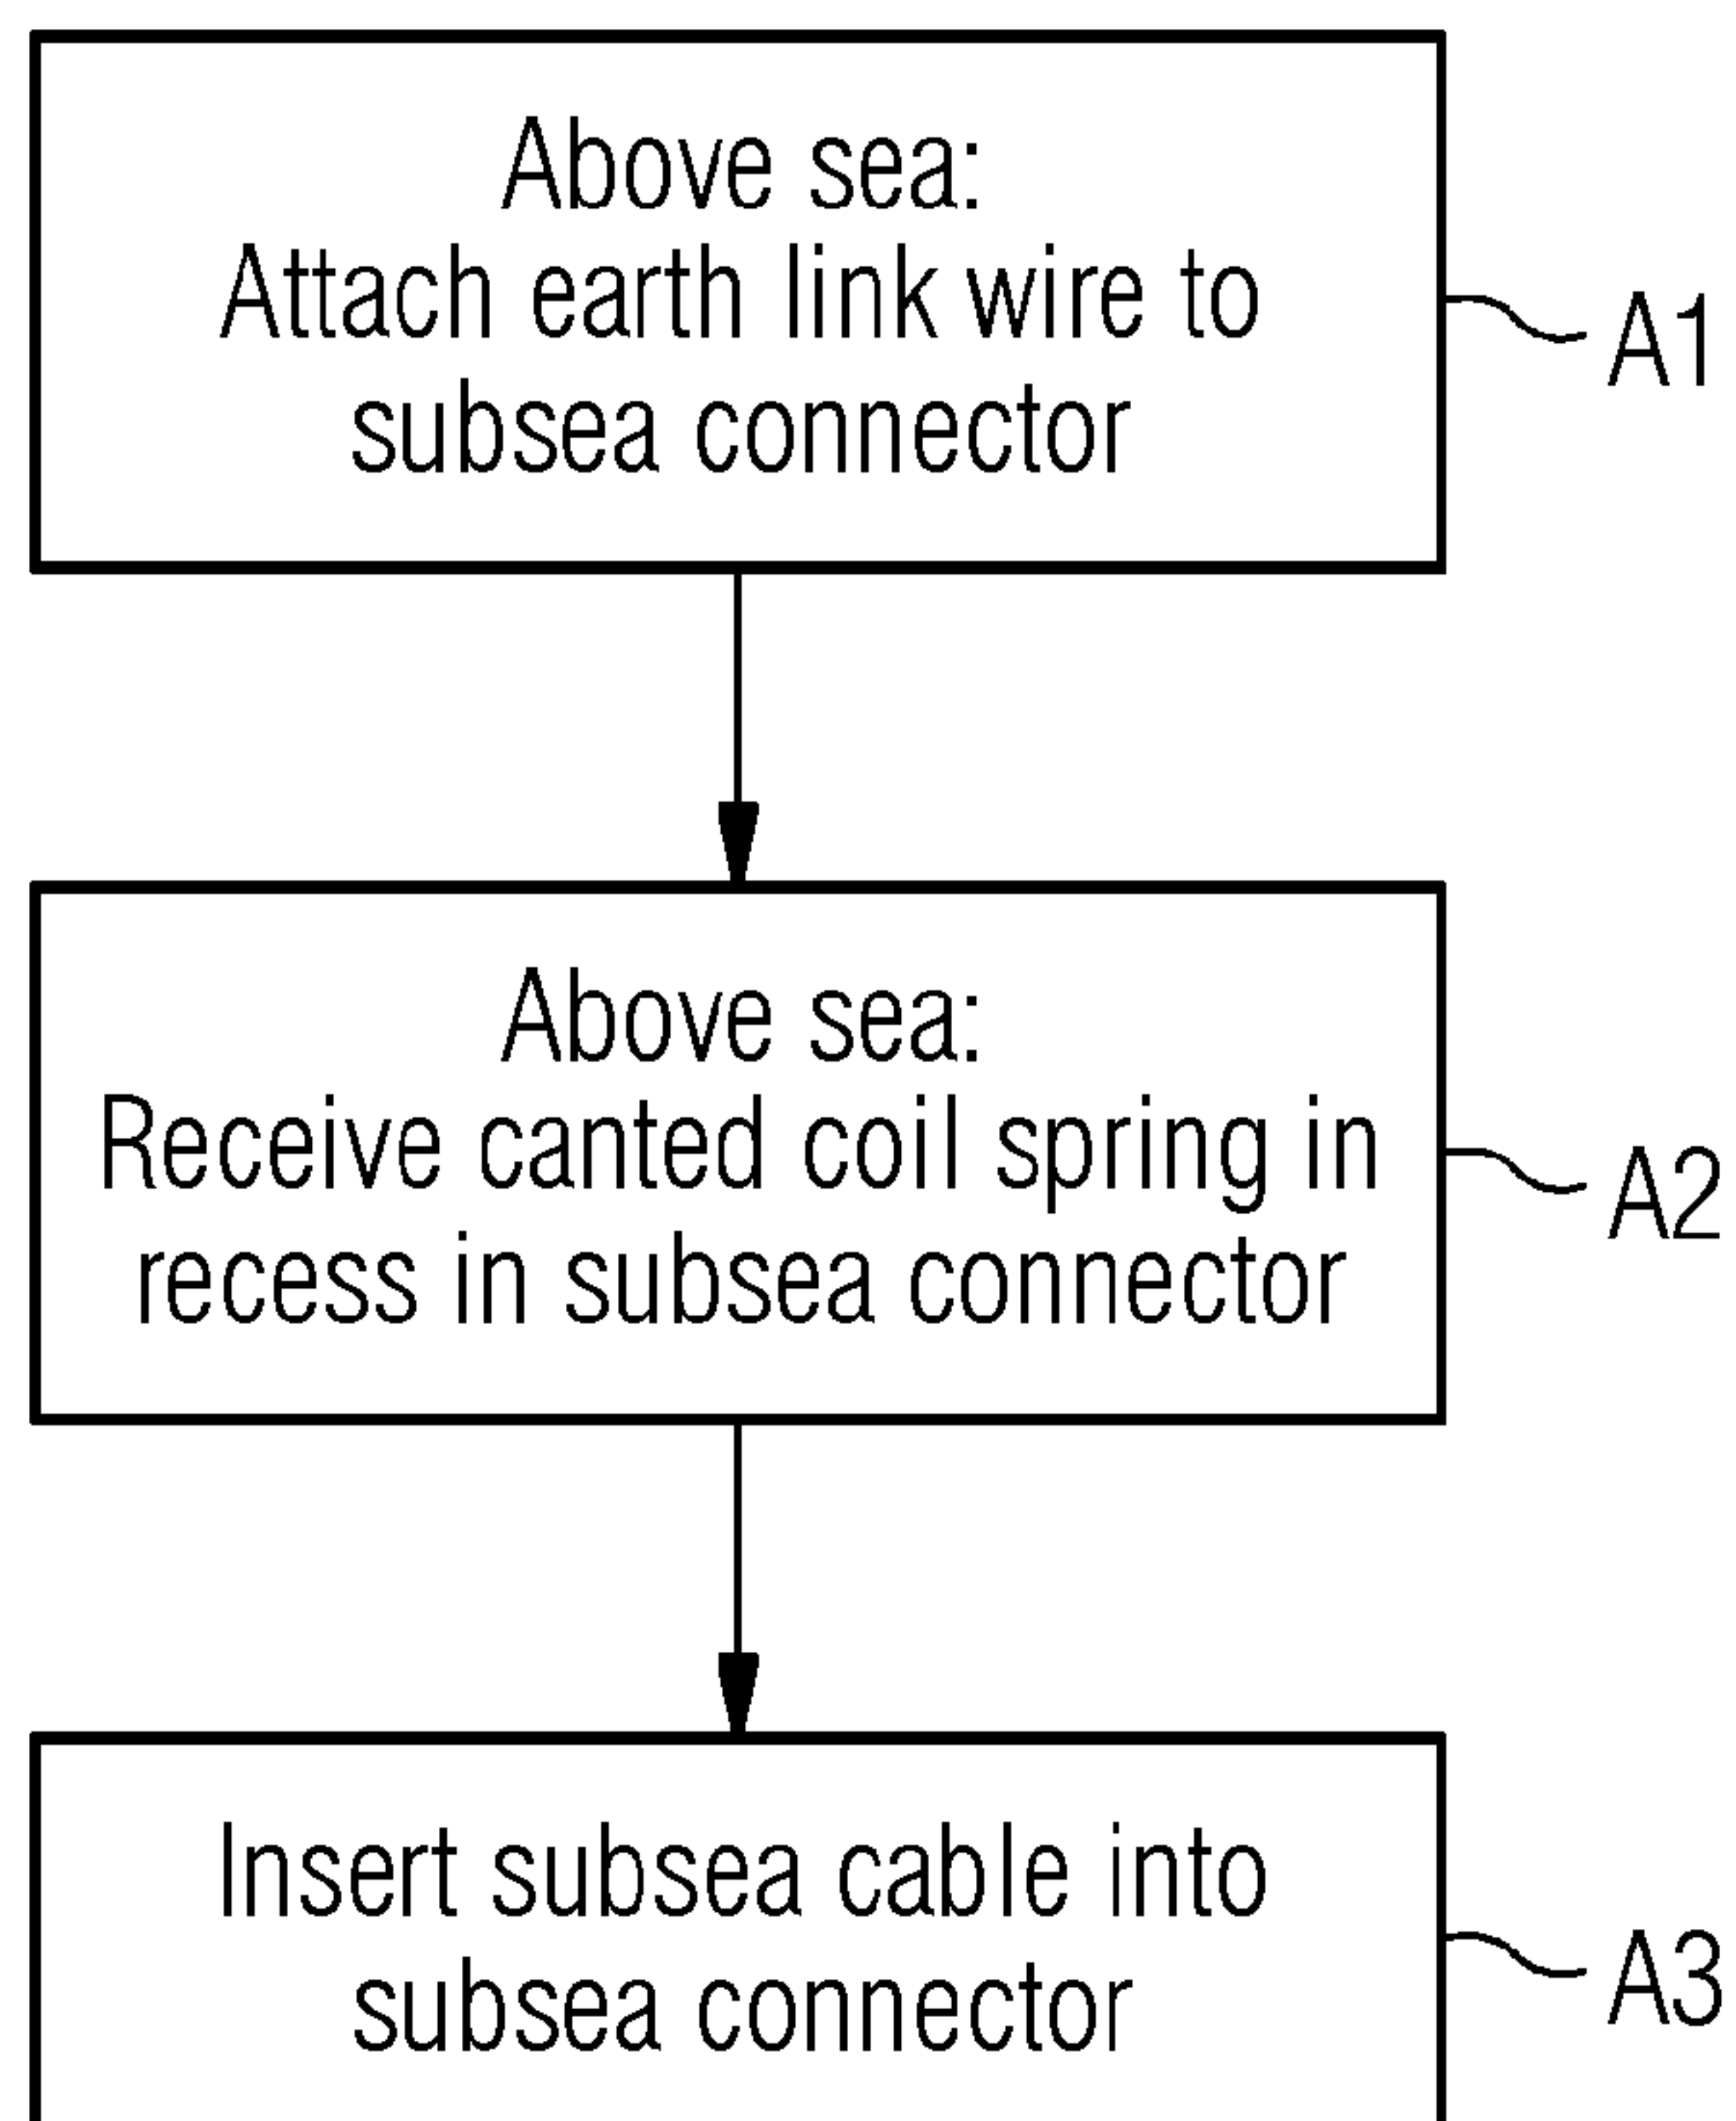 Above sea:
Attach earth link wire to
subsea connector
A1
Above sea:
Receive canted coil spring in
recess in subsea connector
A2
Insert subsea cable into
subsea connector
A3